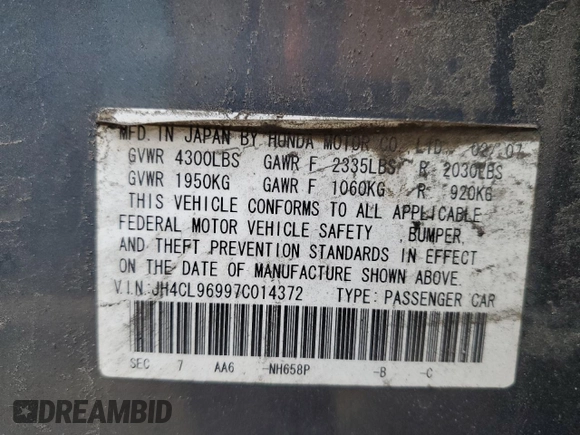 MFD. IN JAPAN BY HONDA MOTOR CO., LTD. 02/07
GVWR 4300LBS GAWR F 2335LBS R 2030LBS
GVWR 1950KG GAWR F 1060KG R 920KG
THIS VEHICLE CONFORMS TO ALL APPLICABLE
FEDERAL MOTOR VEHICLE SAFETY , BUMPER,
AND THEFT PREVENTION STANDARDS IN EFFECT
ON THE DATE OF MANUFACTURE SHOWN ABOVE.
V.I.N:JH4CL96997C014372 TYPE: PASSENGER CAR
SEC 7 AA6 -NH658P -B -C
DREAMBID